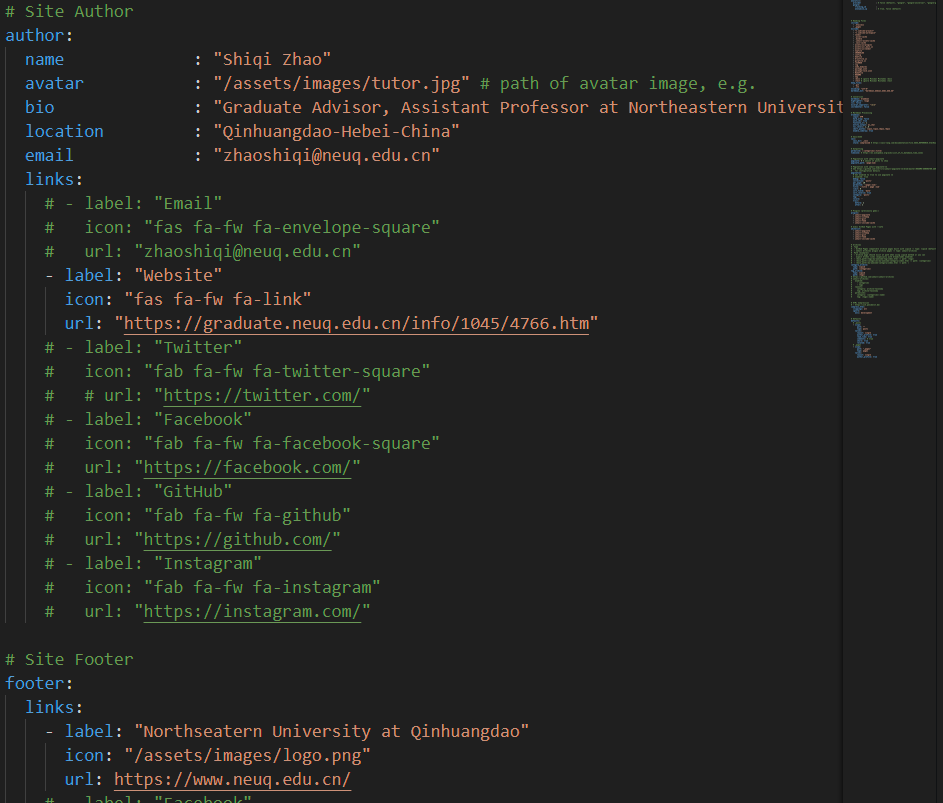 # Site Author
author:
name : "Shiqi Zhao"
avatar : "/assets/images/tutor.jpg" # path of avatar image, e.g.
bio : "Graduate Advisor, Assistant Professor at Northeastern Universit
location : "Qinhuangdao-Hebei-China"
email : "zhaoshiqi@neuq.edu.cn"
links:
# - label: "Email"
#   icon: "fas fa-fw fa-envelope-square"
#   url: "zhaoshiqi@neuq.edu.cn"
- label: "Website"
icon: "fas fa-fw fa-link"
url: "https://graduate.neuq.edu.cn/info/1045/4766.htm"
# - label: "Twitter"
#   icon: "fab fa-fw fa-twitter-square"
#   # url: "https://twitter.com/"
# - label: "Facebook"
#   icon: "fab fa-fw fa-facebook-square"
#   url: "https://facebook.com/"
# - label: "GitHub"
#   icon: "fab fa-fw fa-github"
#   url: "https://github.com/"
# - label: "Instagram"
#   icon: "fab fa-fw fa-instagram"
#   url: "https://instagram.com/"
# Site Footer
footer:
links:
- label: "Northseatern University at Qinhuangdao"
icon: "/assets/images/logo.png"
url: https://www.neuq.edu.cn/
# - label: "Facebook"